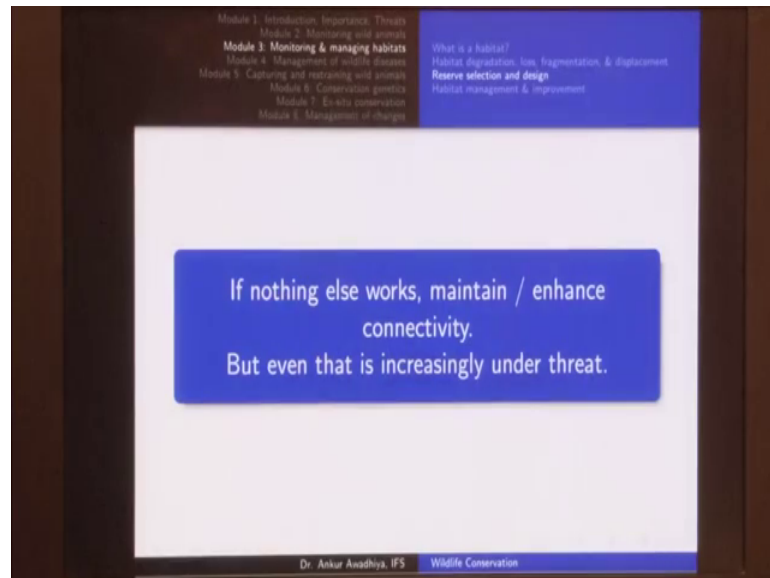 Module 1: Introduction, Importance, Threats
Module 2: Monitoring wild animals
Module 3: Monitoring & managing habitats
Module 4: Management of wildlife diseases
Module 5: Capturing and restraining wild animals
Module 6: Conservation genetics
Module 7: Ex-situ conservation
Module 8: Management of changes
What is a habitat?
Habitat degradation, loss, fragmentation, & displacement
Reserve selection and design
Habitat management & improvement
If nothing else works, maintain / enhance
connectivity.
But even that is increasingly under threat.
Dr. Ankur Awadhiya, IFS
Wildlife Conservation